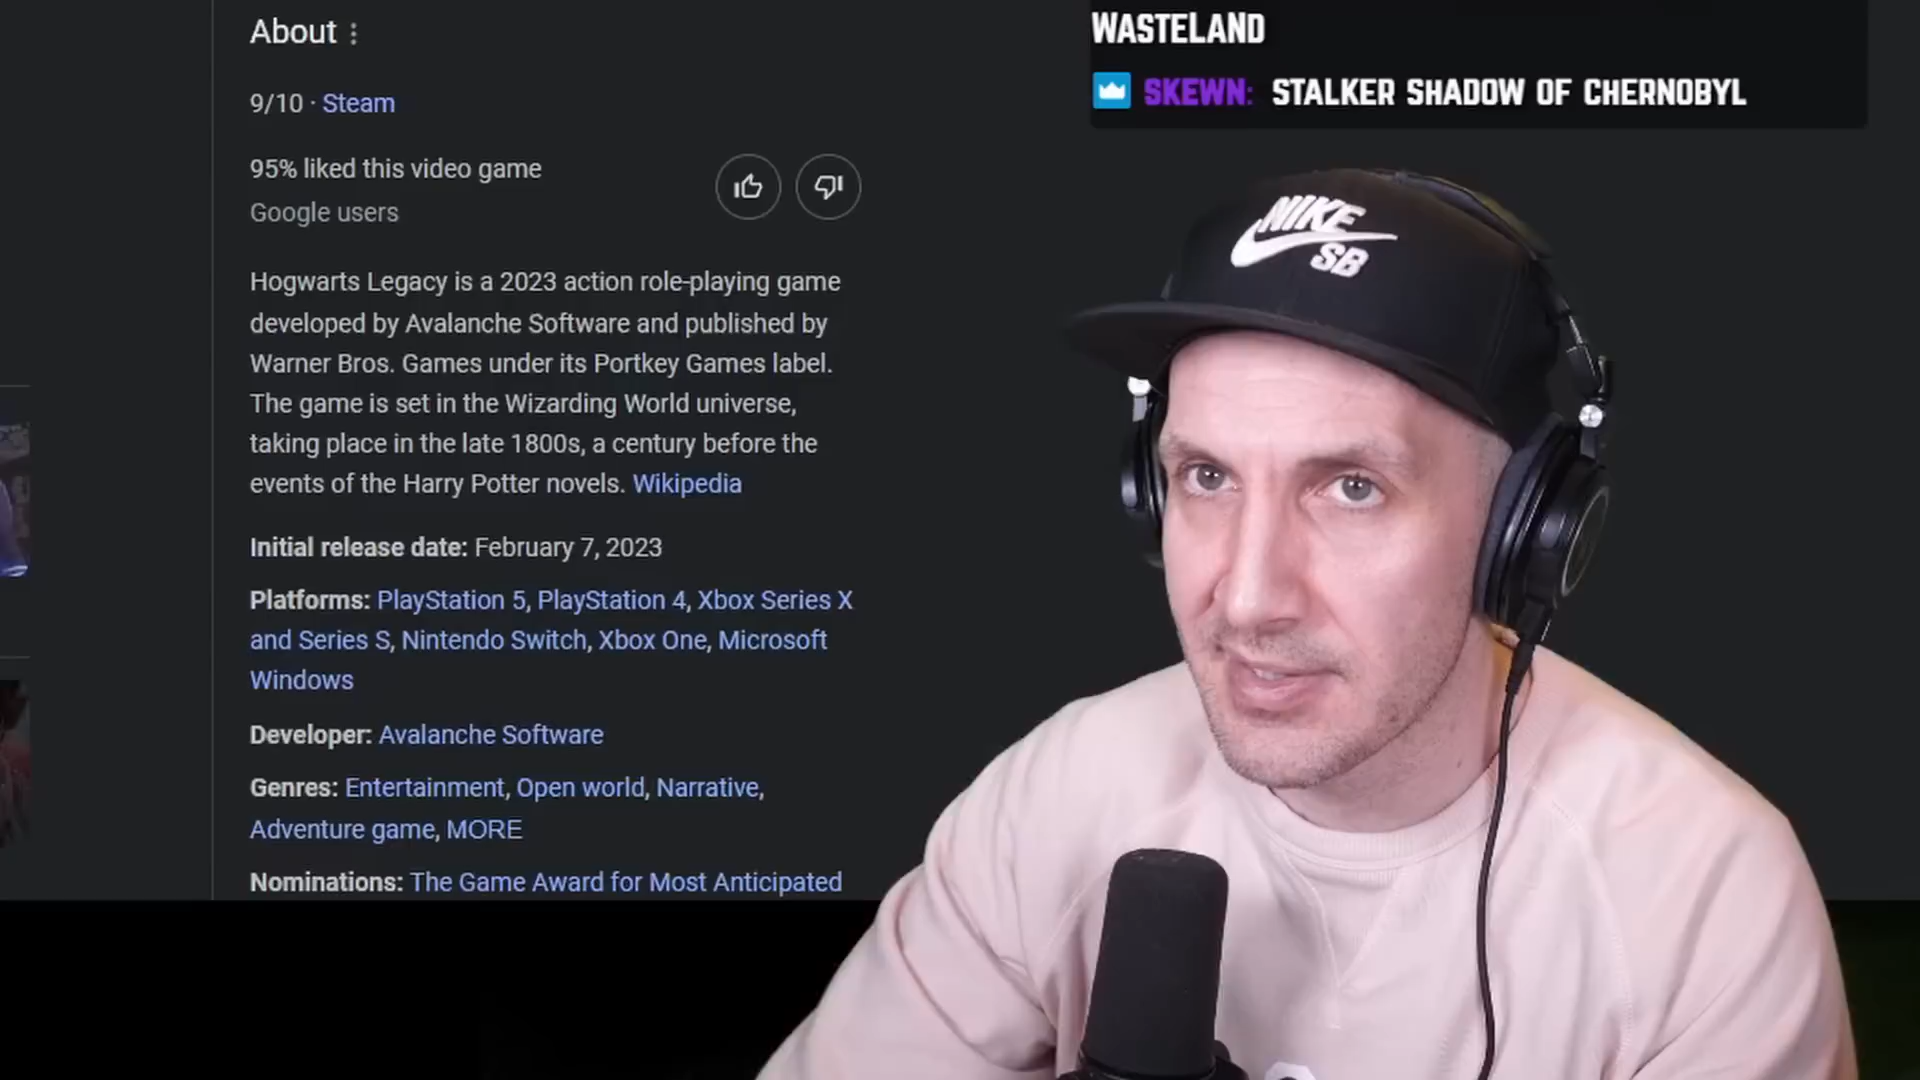 About
9/10 · Steam
95% liked this video game
Google users
Hogwarts Legacy is a 2023 action role-playing game
developed by Avalanche Software and published by
Warner Bros. Games under its Portkey Games label.
The game is set in the Wizarding World universe,
taking place in the late 1800s, a century before the
events of the Harry Potter novels. Wikipedia
Initial release date: February 7, 2023
Platforms: PlayStation 5, PlayStation 4, Xbox Series X
and Series S, Nintendo Switch, Xbox One, Microsoft
Windows
Developer: Avalanche Software
Genres: Entertainment, Open world, Narrative,
Adventure game, MORE
Nominations: The Game Award for Most Anticipated
WASTELAND
SKEWN: STALKER SHADOW OF CHERNOBYL
NIKE
SB